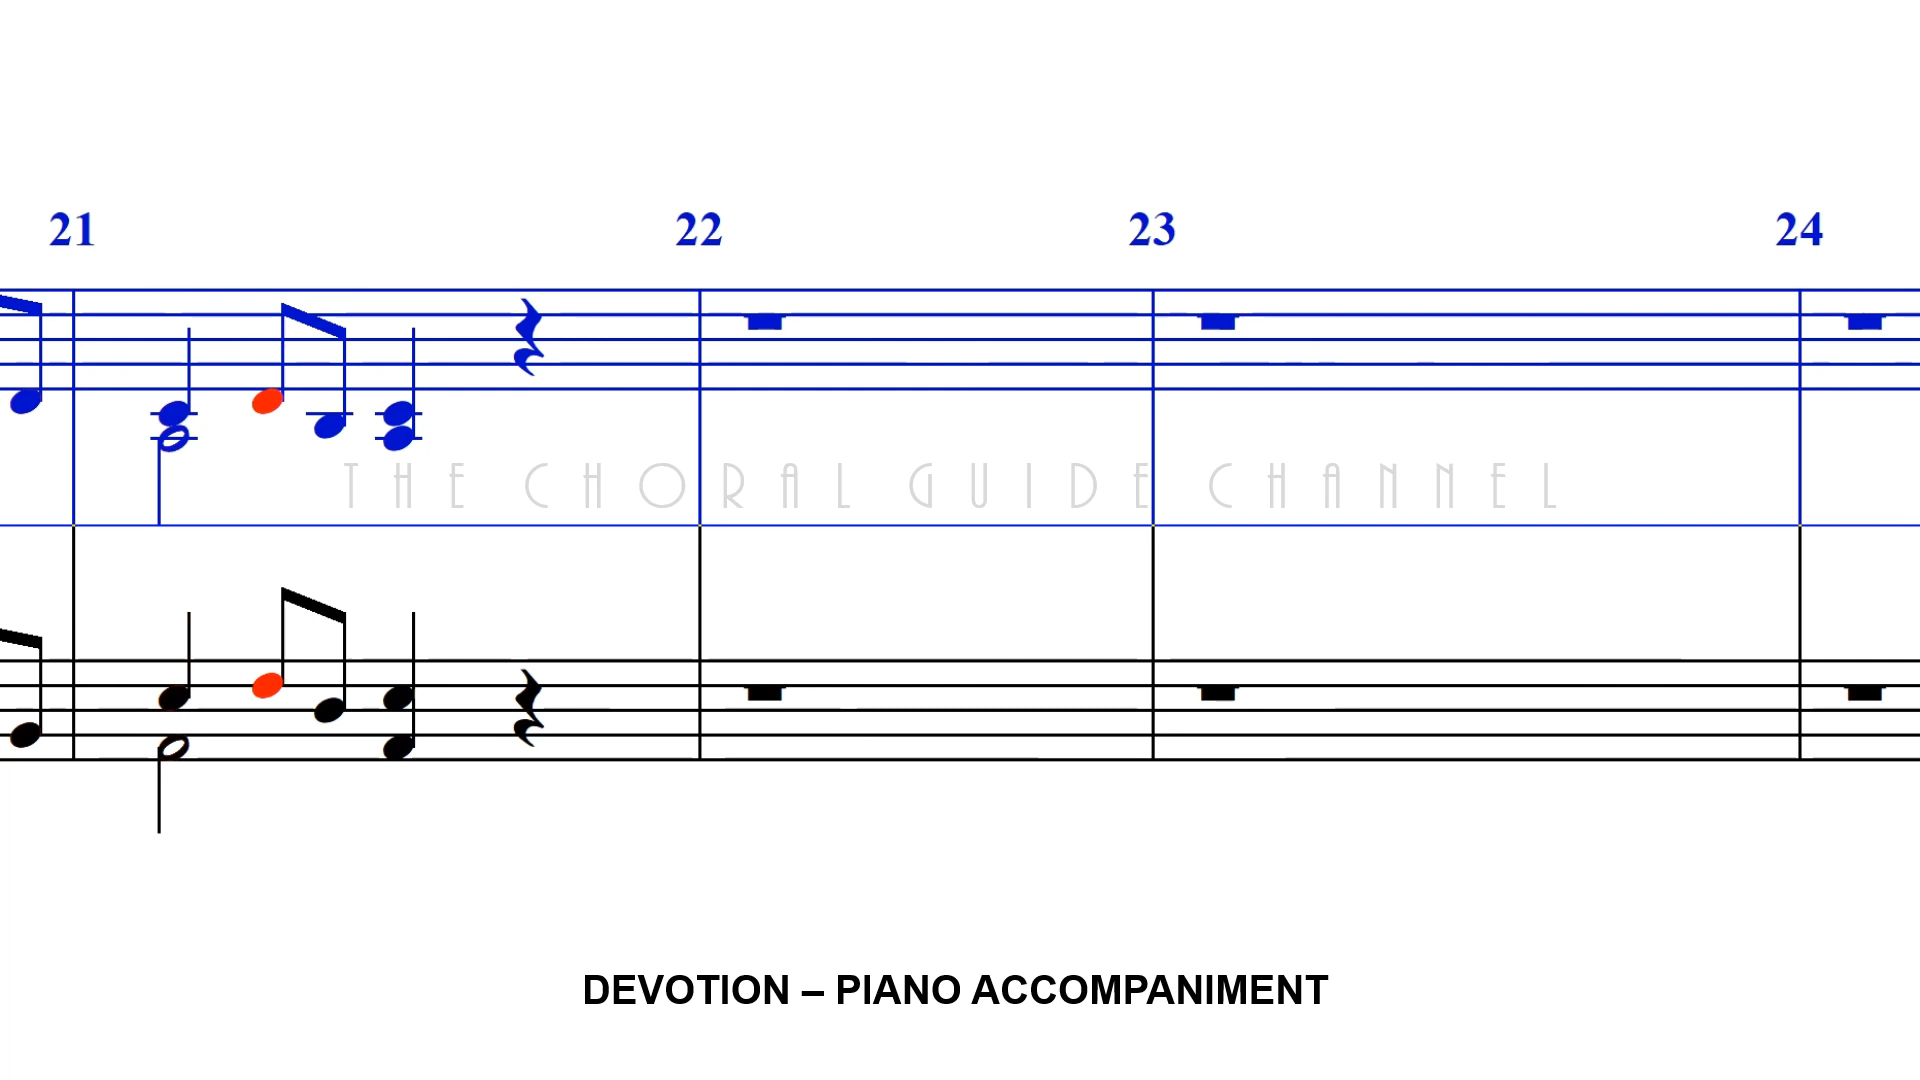 21 22 23 24
THE CHORAL GUIDE CHANNEL
DEVOTION – PIANO ACCOMPANIMENT